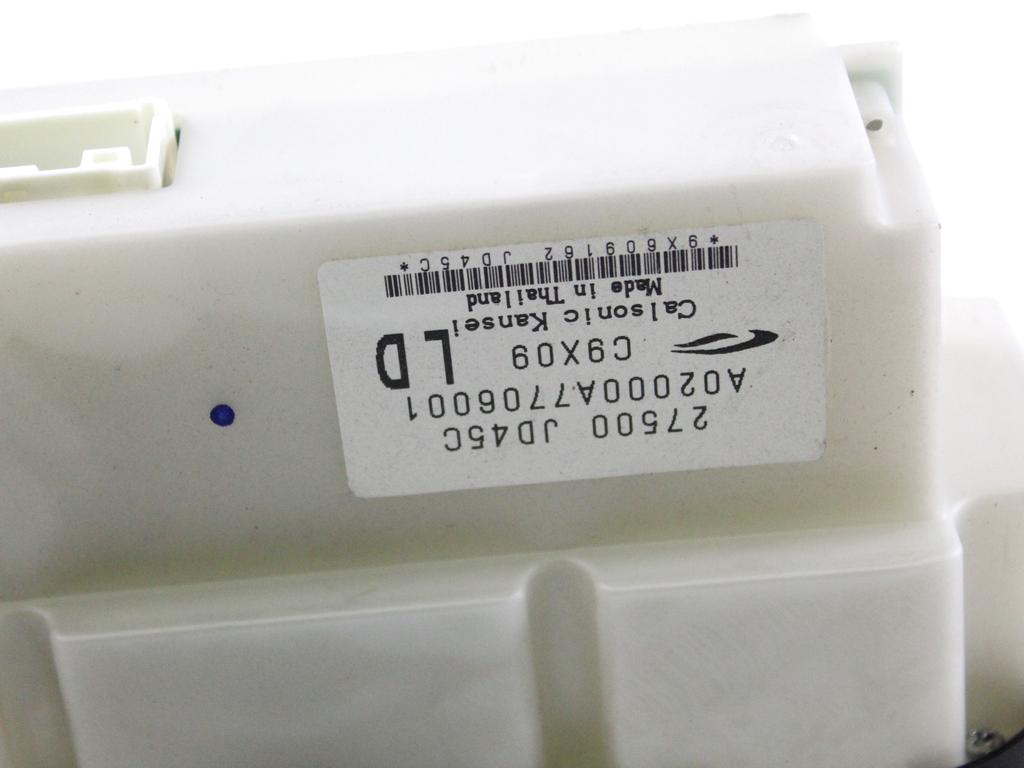 27500 JD45C
A02000A7706001
C9X09 LD
Calsonic Kansei
Made in Thailand
*9X609162 JD45C*